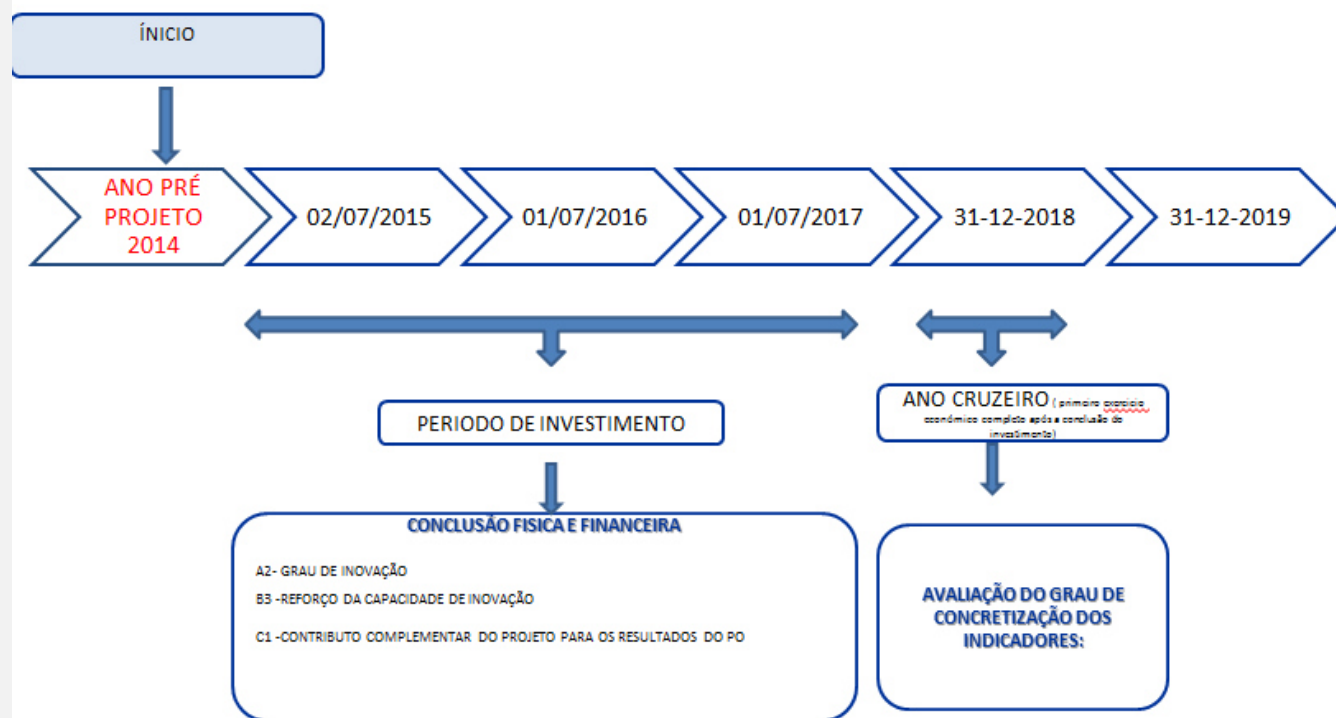 ÍNICIO
ANO PRÉ
PROJETO
2014
02/07/2015
01/07/2016
01/07/2017
31-12-2018
31-12-2019
PERIODO DE INVESTIMENTO
ANO CRUZEIRO ( primeiro exercicio
económico completo após a conclusão do
investimento)
CONCLUSÃO FISICA E FINANCEIRA
A2- GRAU DE INOVAÇÃO
B3 -REFORÇO DA CAPACIDADE DE INOVAÇÃO
C1 -CONTRIBUTO COMPLEMENTAR DO PROJETO PARA OS RESULTADOS DO PO
AVALIAÇÃO DO GRAU DE
CONCRETIZAÇÃO DOS
INDICADORES: